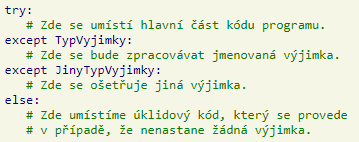 try:
    # Zde se umístí hlavní část kódu programu.
except TypVyjimky:
    # Zde se bude zpracovávat jmenovaná výjimka.
except JinyTypVyjimky:
    # Zde se ošetřuje jiná výjimka.
else:
    # Zde umístíme úklidový kód, který se provede
    # v případě, že nenastane žádná výjimka.